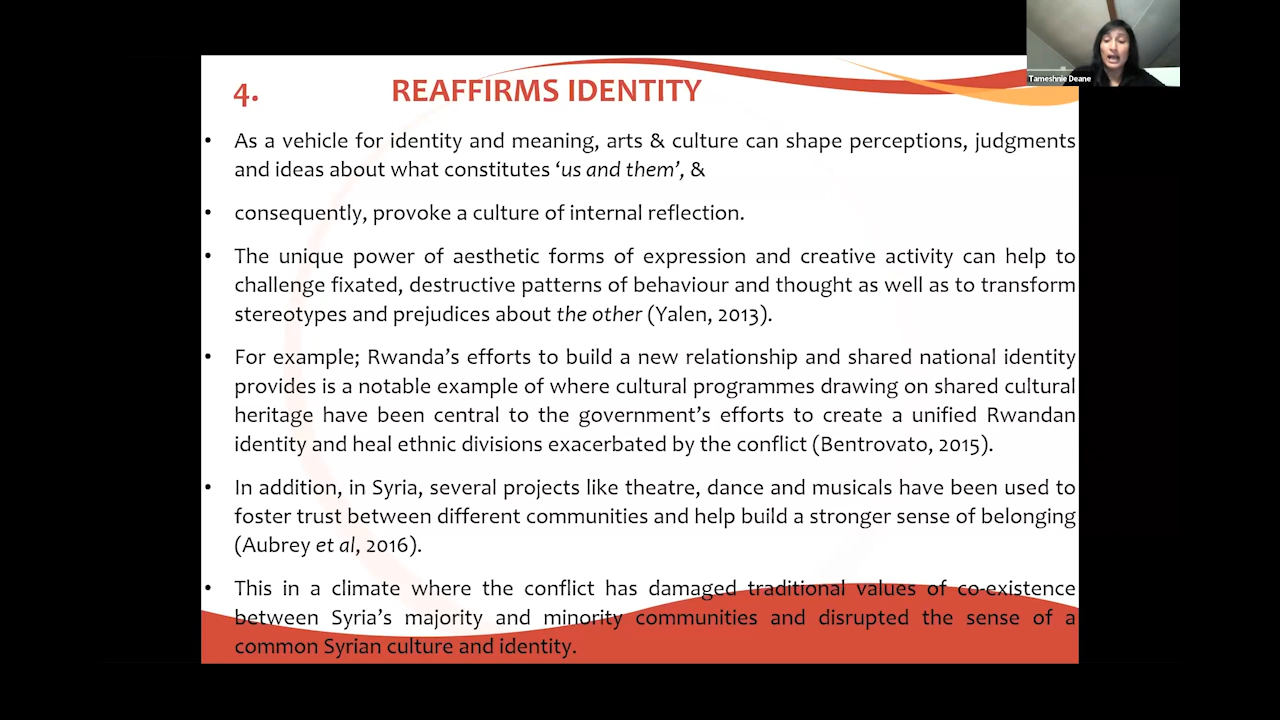 4. REAFFIRMS IDENTITY
Tameshnie Deane
• As a vehicle for identity and meaning, arts & culture can shape perceptions, judgments
and ideas about what constitutes ‘us and them’, &
• consequently, provoke a culture of internal reflection.
• The unique power of aesthetic forms of expression and creative activity can help to
challenge fixated, destructive patterns of behaviour and thought as well as to transform
stereotypes and prejudices about the other (Yalen, 2013).
• For example; Rwanda’s efforts to build a new relationship and shared national identity
provides is a notable example of where cultural programmes drawing on shared cultural
heritage have been central to the government’s efforts to create a unified Rwandan
identity and heal ethnic divisions exacerbated by the conflict (Bentrovato, 2015).
• In addition, in Syria, several projects like theatre, dance and musicals have been used to
foster trust between different communities and help build a stronger sense of belonging
(Aubrey et al, 2016).
• This in a climate where the conflict has damaged traditional values of co-existence
between Syria’s majority and minority communities and disrupted the sense of a
common Syrian culture and identity.